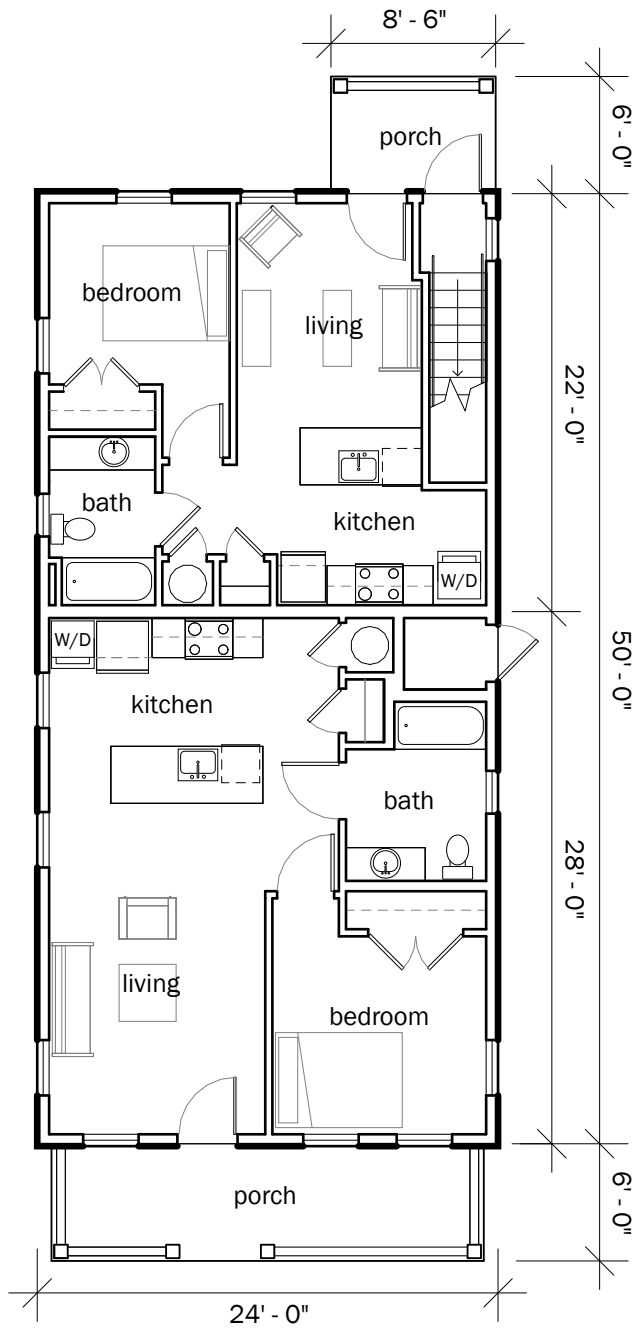 8' - 6"
porch
6' - 0"
bedroom
living
22' - 0"
bath
kitchen
W/D
W/D
50' - 0"
kitchen
bath
28' - 0"
living
bedroom
porch
6' - 0"
24' - 0"